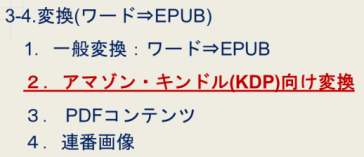 3-4.変換(ワード⇒EPUB)
1. 一般変換：ワード⇒EPUB
２. アマゾン・キンドル(KDP)向け変換
３. PDFコンテンツ
４. 連番画像